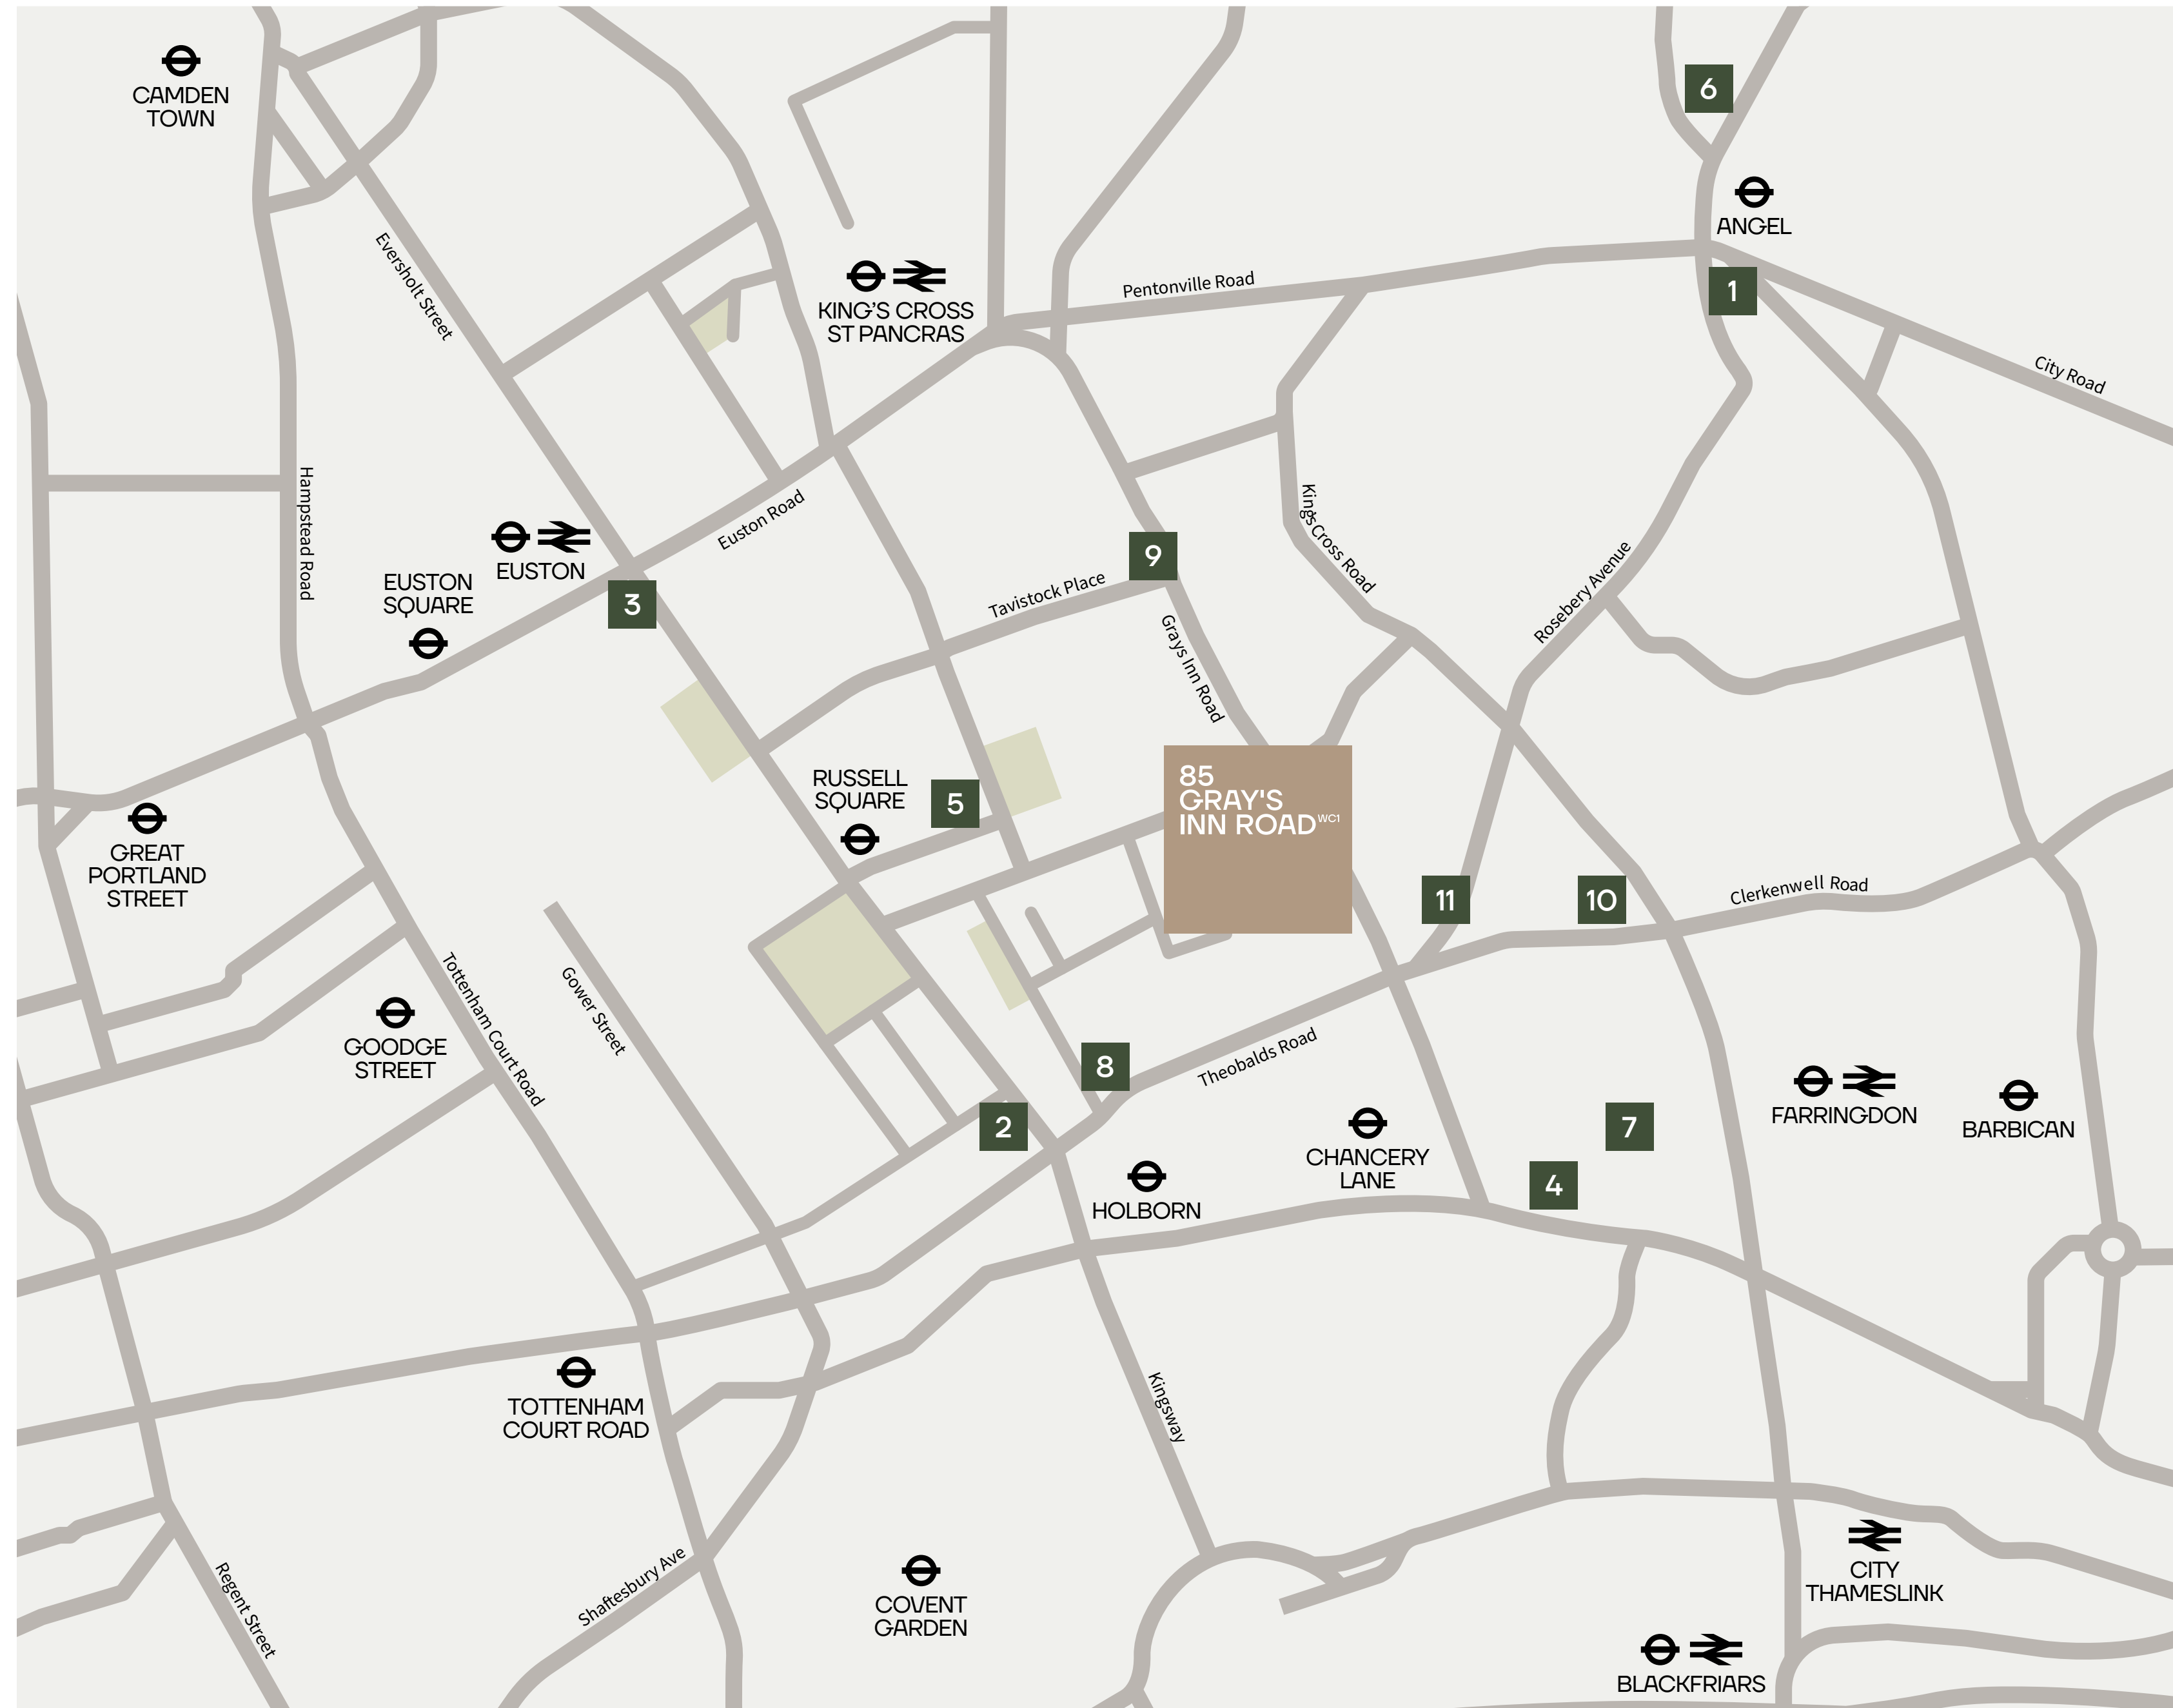 CAMDEN
TOWN
6
ANGEL
1
Eversholt Street
KING'S CROSS
ST PANCRAS
Pentonville Road
City Road
Hampstead Road
Euston Road
Kings Cross Road
EUSTON
EUSTON
SQUARE
3
9
Tavistock Place
Grays Inn Road
Rosebery Avenue
RUSSELL
SQUARE
5
85
GRAY'S
INN ROAD WC1
GREAT
PORTLAND
STREET
11
10
Clerkenwell Road
Tottenham Court Road
Gower Street
GOODGE
STREET
8
Theobalds Road
2
CHANCERY
LANE
7
FARRINGDON
BARBICAN
4
HOLBORN
TOTTENHAM
COURT ROAD
Kingsway
Regent Street
Shaftesbury Ave
COVENT
GARDEN
CITY
THAMESLINK
BLACKFRIARS